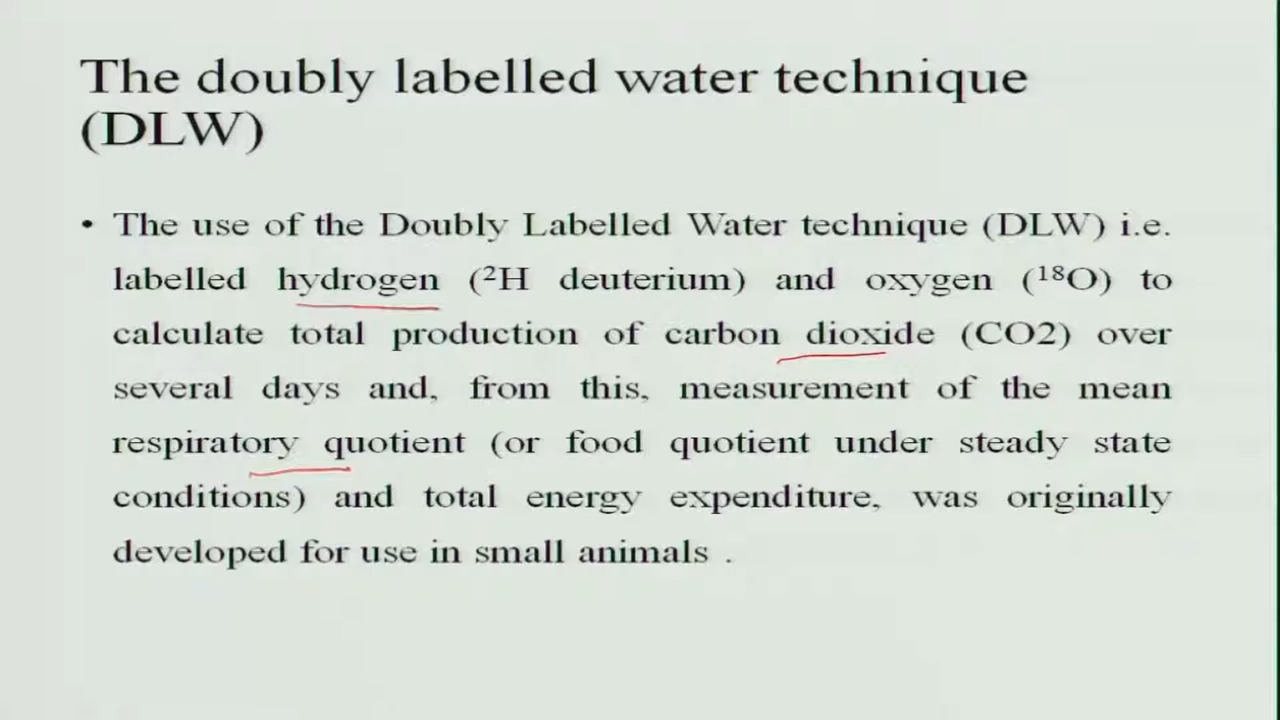 The doubly labelled water technique
(DLW)
• The use of the Doubly Labelled Water technique (DLW) i.e.
labelled hydrogen (²H deuterium) and oxygen (¹⁸O) to
calculate total production of carbon dioxide (CO2) over
several days and, from this, measurement of the mean
respiratory quotient (or food quotient under steady state
conditions) and total energy expenditure, was originally
developed for use in small animals .